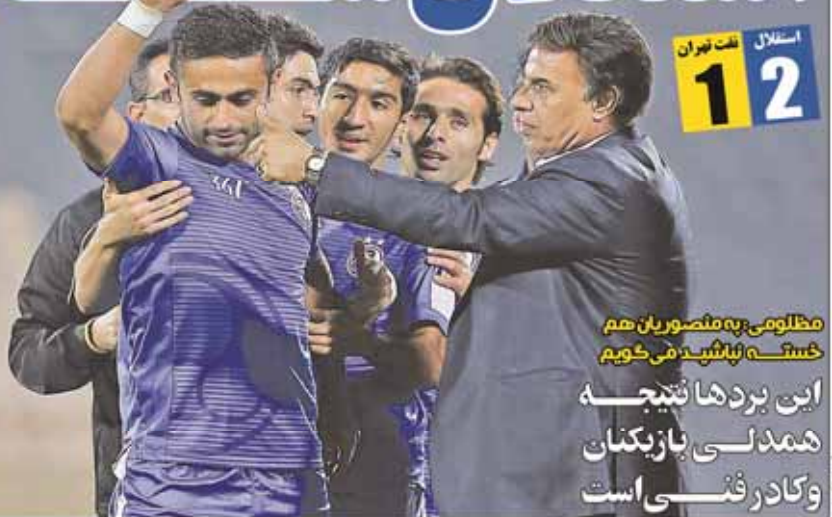 استقلال
2
نفت تهران
1
361
مظلومی: به منصوریان هم
خسته نباشید می‌گویم
این بردها نتیجه
همدلی بازیکنان
وکادر فنی است